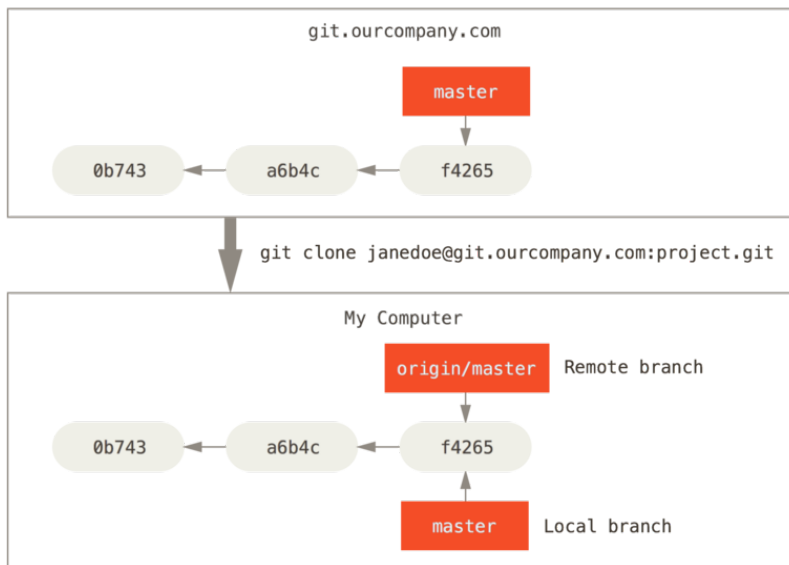 git.ourcompany.com
master
0b743 a6b4c f4265
git clone janedoe@git.ourcompany.com:project.git
My Computer
origin/master Remote branch
0b743 a6b4c f4265
master Local branch